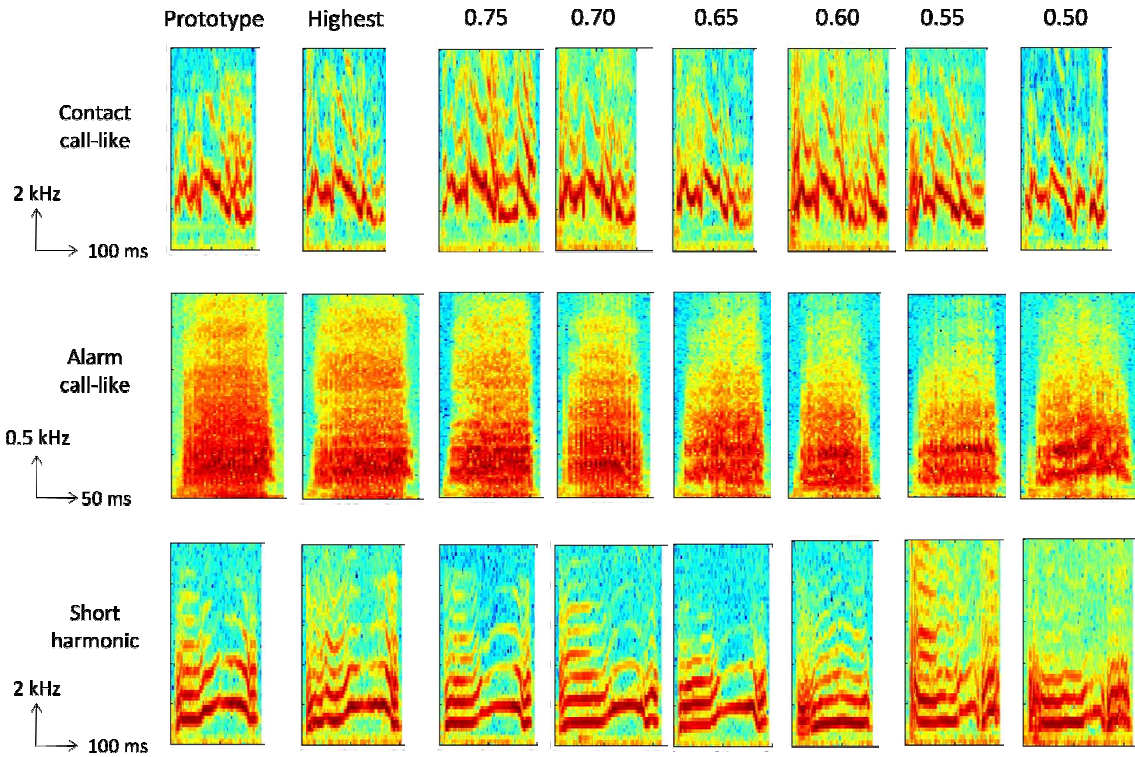 Prototype Highest 0.75 0.70 0.65 0.60 0.55 0.50
Contact
call-like
2 kHz
100 ms
Alarm
call-like
0.5 kHz
50 ms
Short
harmonic
2 kHz
100 ms